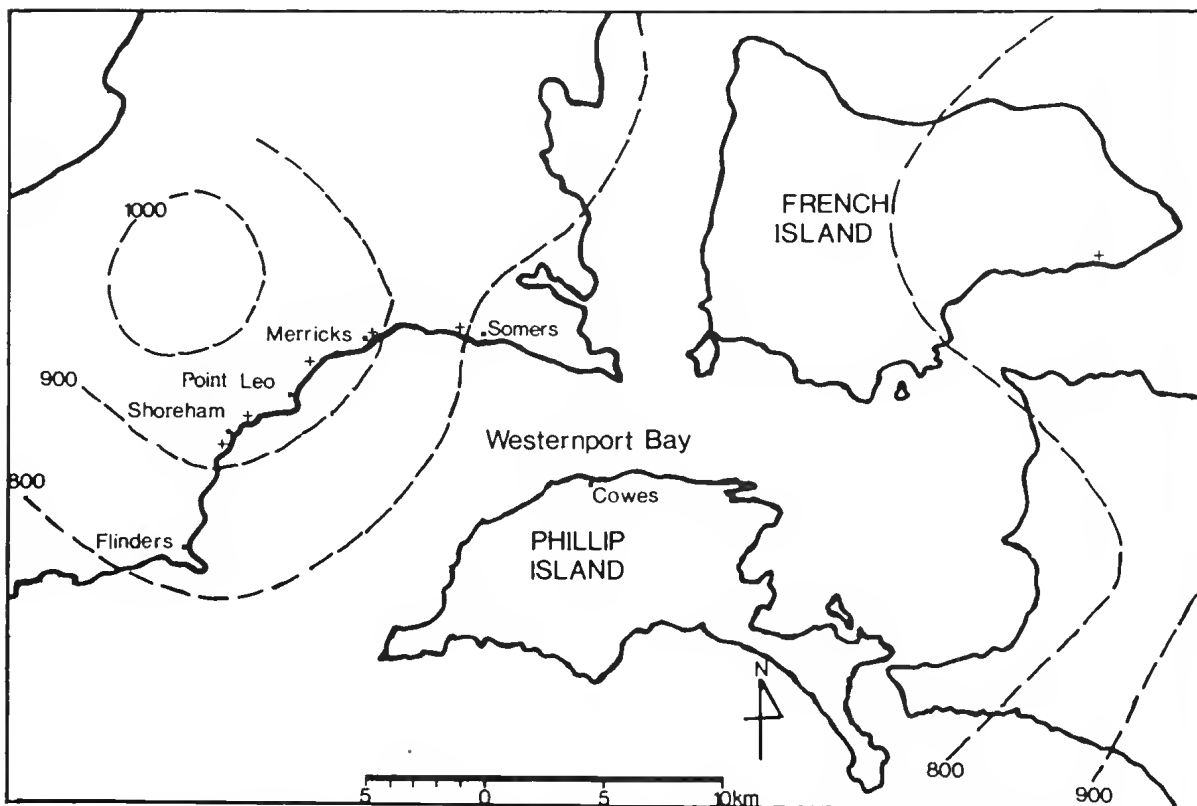 1000
FRENCH
ISLAND
Merricks
Somers
900
Point Leo
Shoreham
Westernport Bay
800
Cowes
Flinders
PHILLIP
ISLAND
N
800
900
5 0 5 10km